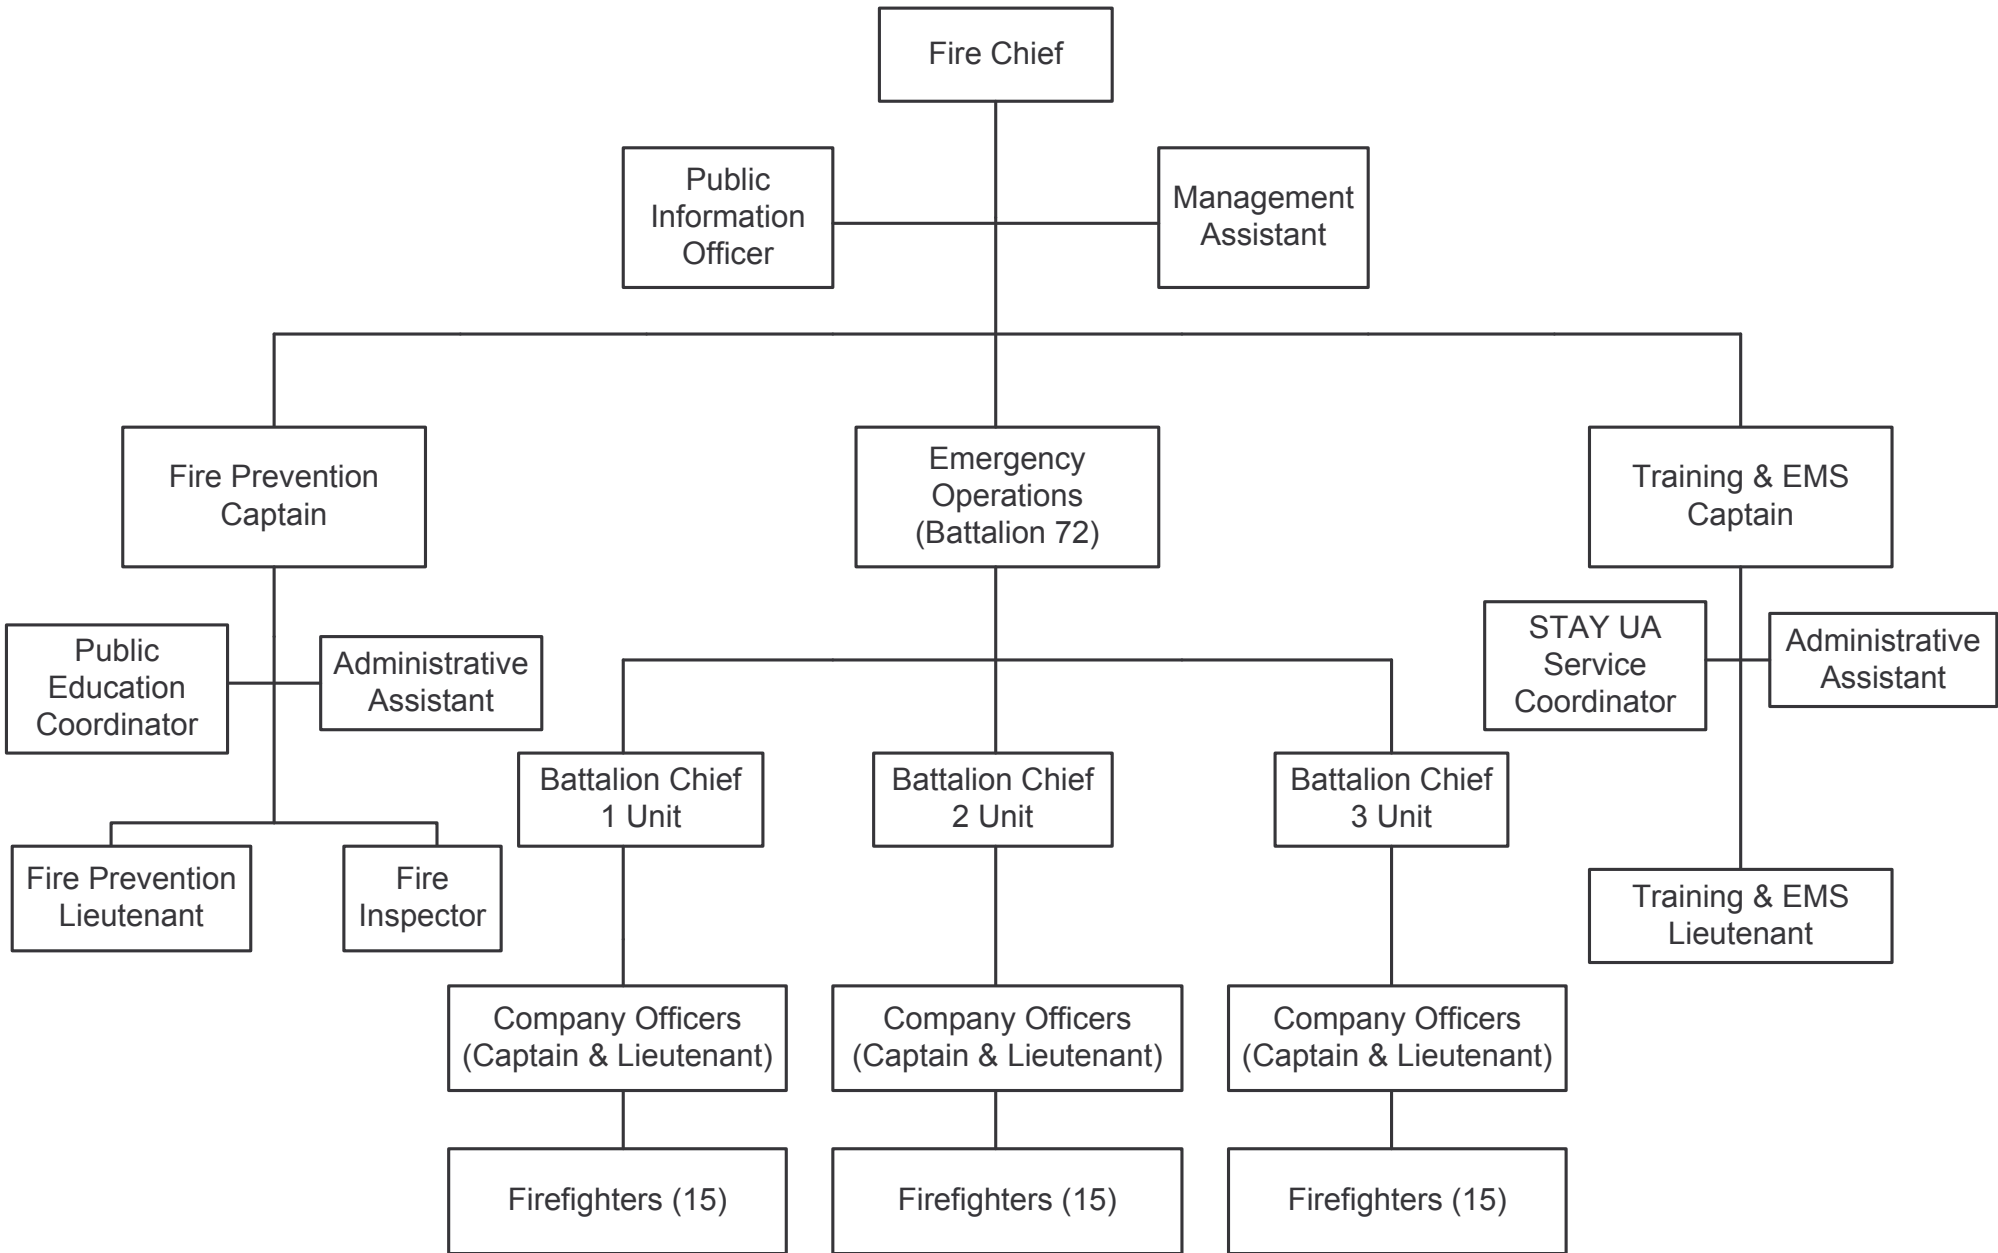 Fire Chief
Public
Information
Officer
Management
Assistant
Fire Prevention
Captain
Emergency
Operations
(Battalion 72)
Training & EMS
Captain
Public
Education
Coordinator
Administrative
Assistant
STAY UA
Service
Coordinator
Administrative
Assistant
Battalion Chief
1 Unit
Battalion Chief
2 Unit
Battalion Chief
3 Unit
Fire Prevention
Lieutenant
Fire
Inspector
Training & EMS
Lieutenant
Company Officers
(Captain & Lieutenant)
Company Officers
(Captain & Lieutenant)
Company Officers
(Captain & Lieutenant)
Firefighters (15)
Firefighters (15)
Firefighters (15)